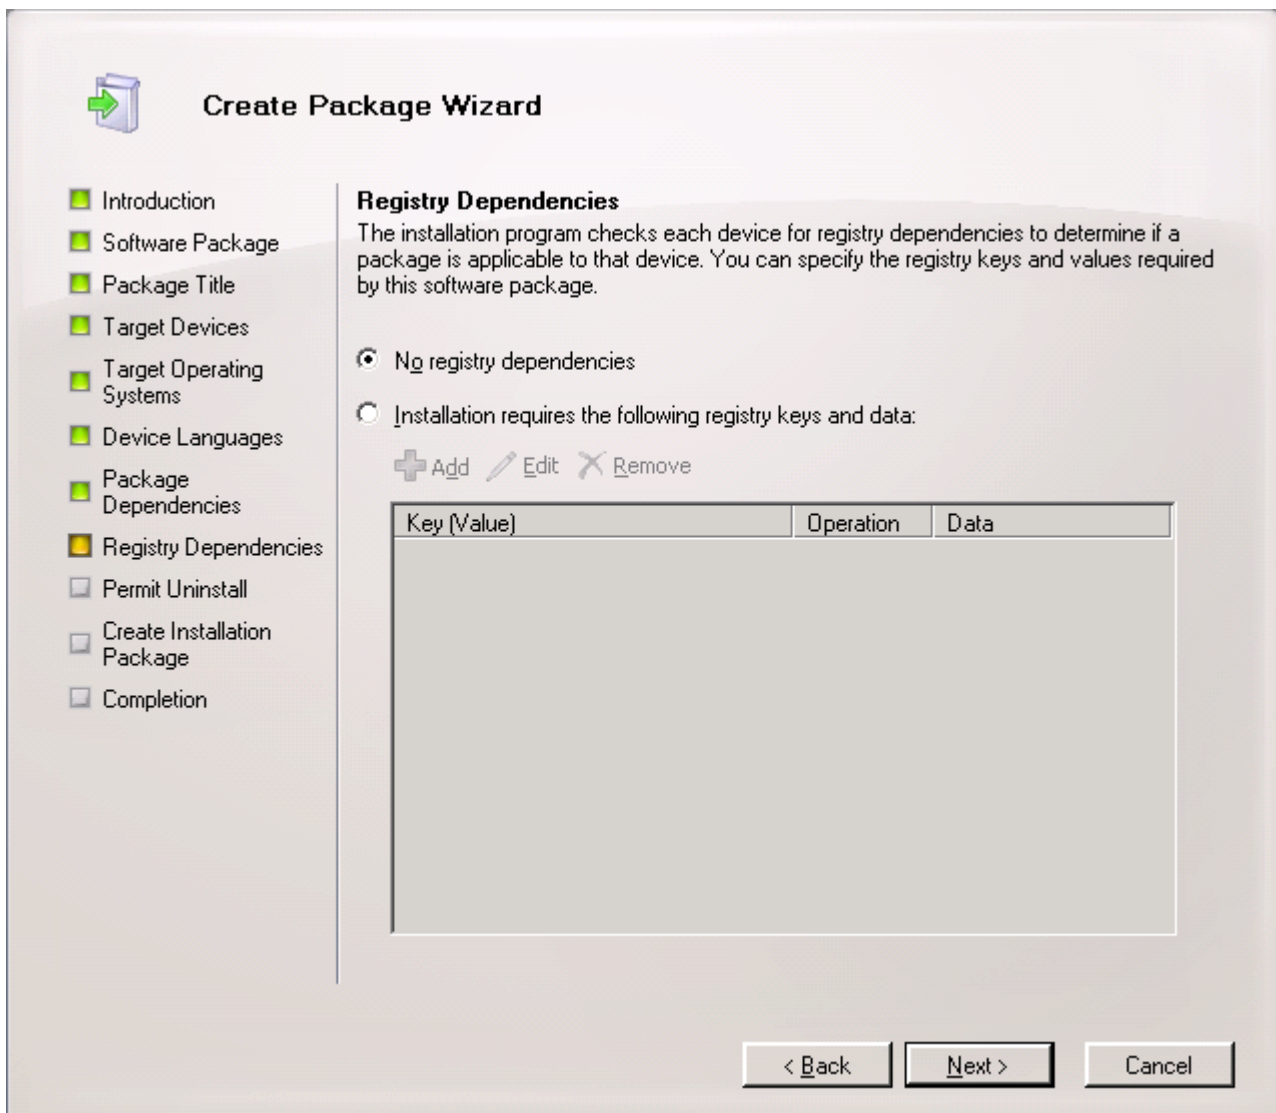 Create Package Wizard
Introduction
Software Package
Package Title
Target Devices
Target Operating
Systems
Device Languages
Package
Dependencies
Registry Dependencies
Permit Uninstall
Create Installation
Package
Completion
Registry Dependencies
The installation program checks each device for registry dependencies to determine if a
package is applicable to that device. You can specify the registry keys and values required
by this software package.
No registry dependencies
Installation requires the following registry keys and data:
Add Edit Remove
Key (Value) Operation Data
< Back Next > Cancel